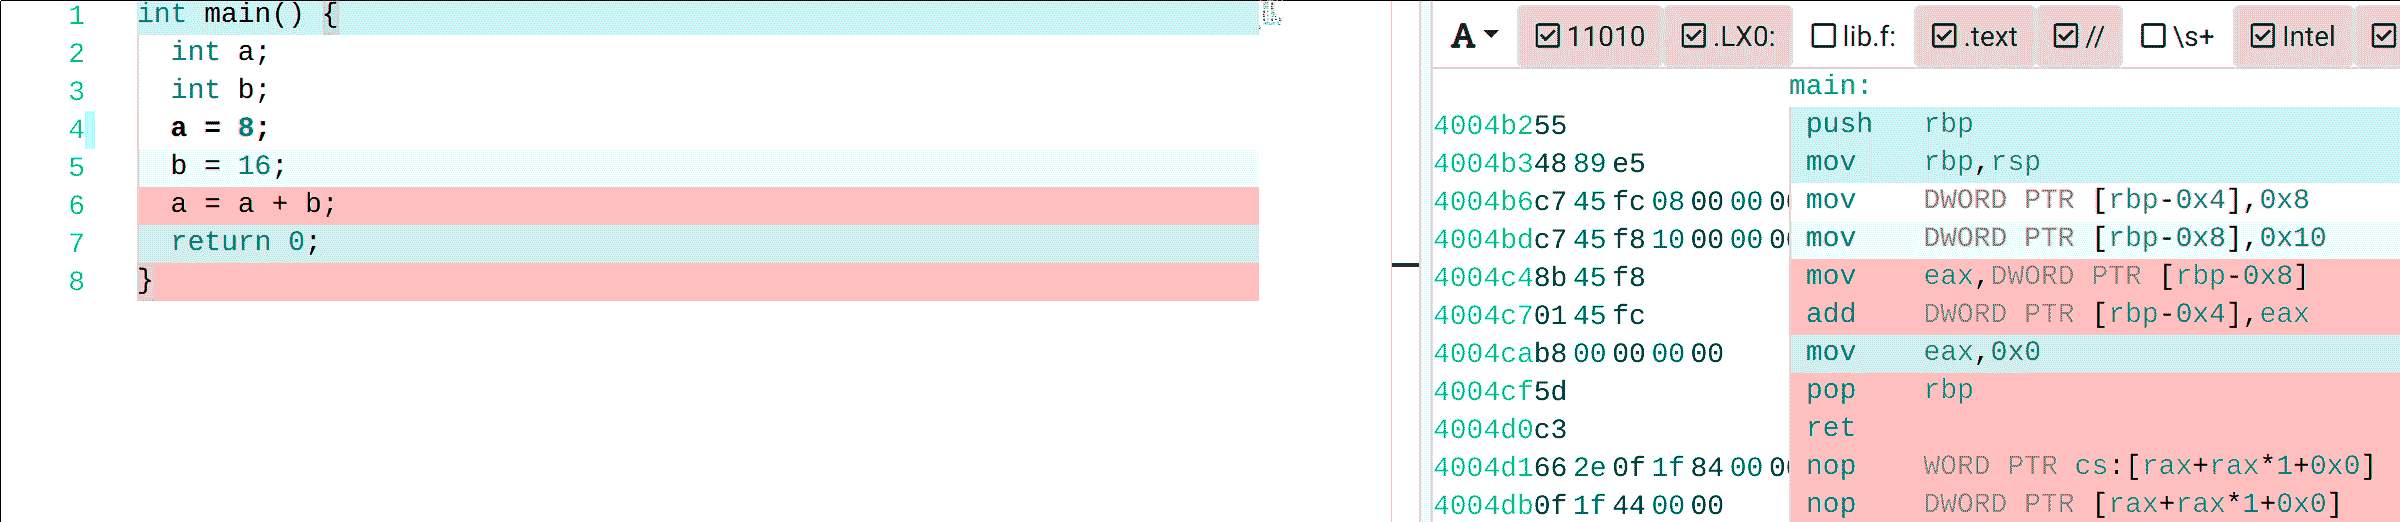 1 int main() {
2 int a;
3 int b;
4 a = 8;
5 b = 16;
6 a = a + b;
7 return 0;
8 }
A 11010 .LX0: lib.f: .text // \s+ Intel
main:
4004b2 55 push rbp
4004b3 48 89 e5 mov rbp,rsp
4004b6 c7 45 fc 08 00 00 0 mov DWORD PTR [rbp-0x4],0x8
4004bd c7 45 f8 10 00 00 0 mov DWORD PTR [rbp-0x8],0x10
4004c4 8b 45 f8 mov eax,DWORD PTR [rbp-0x8]
4004c7 01 45 fc add DWORD PTR [rbp-0x4],eax
4004ca b8 00 00 00 00 mov eax,0x0
4004cf 5d pop rbp
4004d0 c3 ret
4004d1 66 2e 0f 1f 84 00 0 nop WORD PTR cs:[rax+rax*1+0x0]
4004db 0f 1f 44 00 00 nop DWORD PTR [rax+rax*1+0x0]